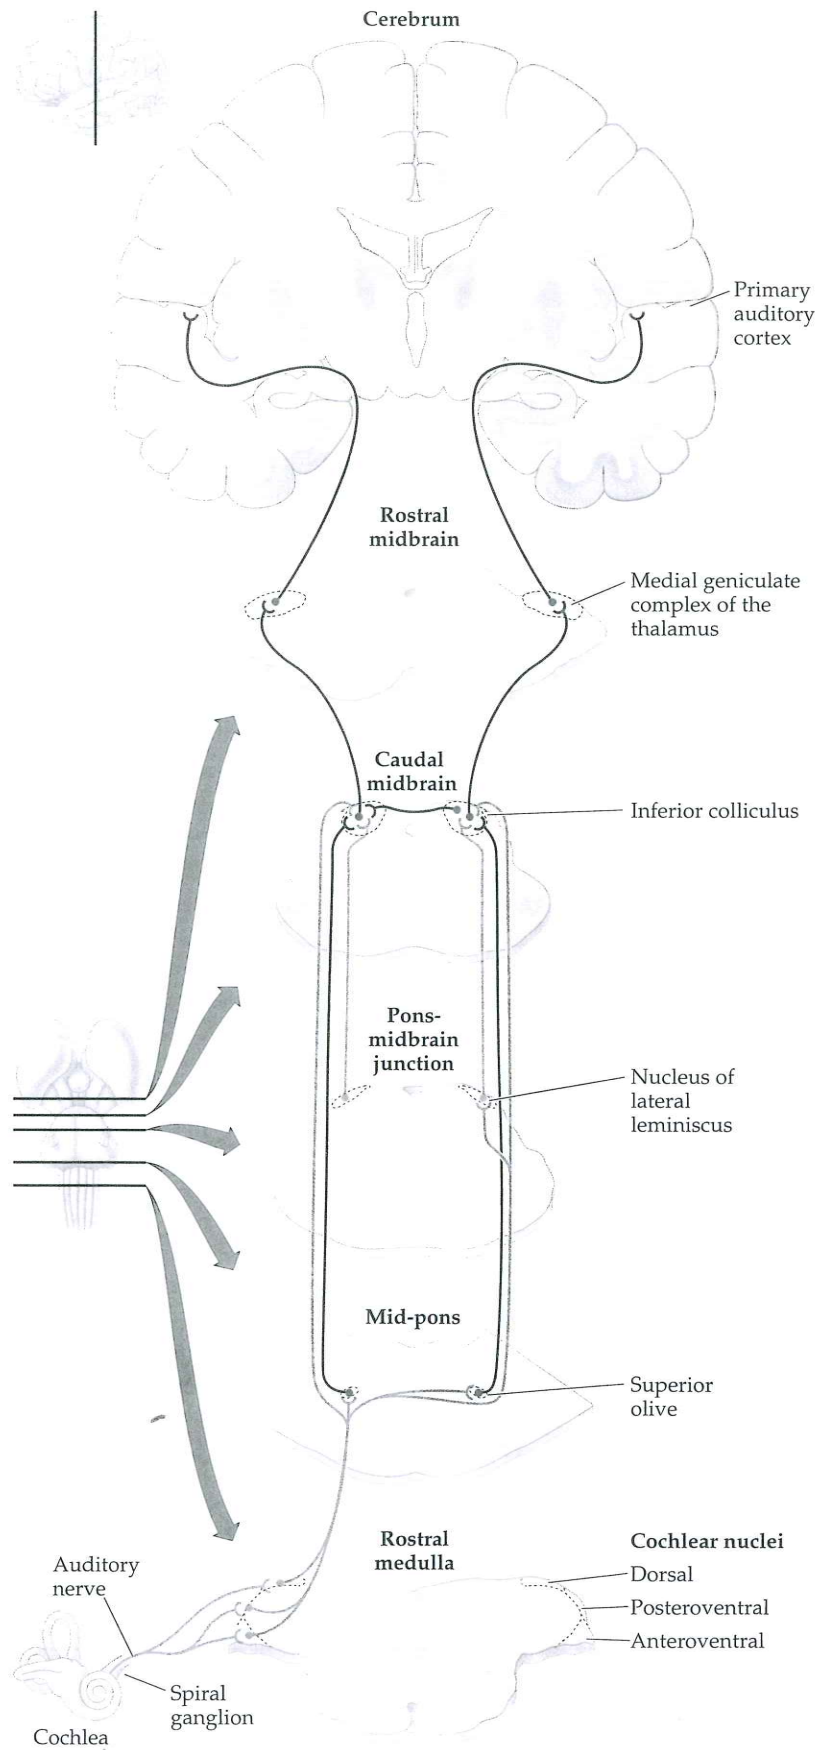 Cerebrum
Primary
auditory
cortex
Rostral
midbrain
Medial geniculate
complex of the
thalamus
Caudal
midbrain
Inferior colliculus
Pons-
midbrain
junction
Nucleus of
lateral
leminiscus
Mid-pons
Superior
olive
Rostral
medulla
Cochlear nuclei
Dorsal
Posteroventral
Anteroventral
Auditory
nerve
Spiral
ganglion
Cochlea